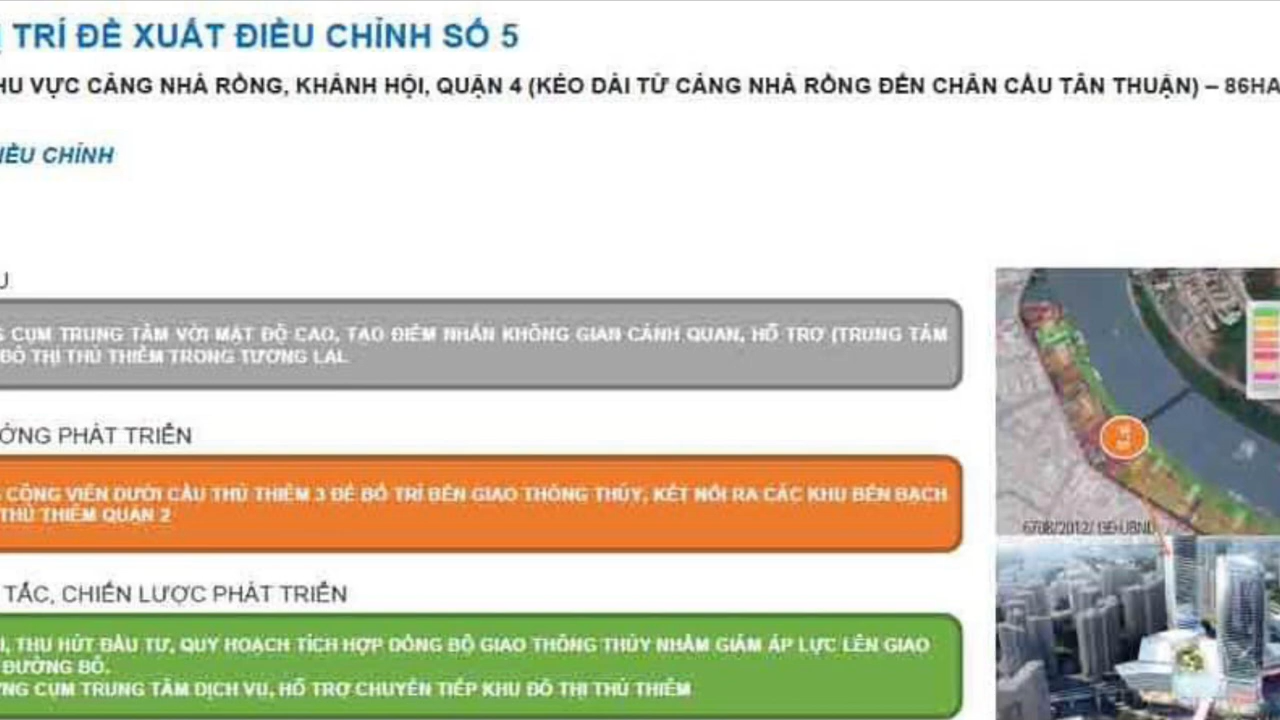 TRÍ ĐỀ XUẤT ĐIỀU CHỈNH SỐ 5
HU VỰC CẢNG NHÀ RỒNG, KHÁNH HỘI, QUẬN 4 (KÉO DÀI TỪ CẢNG NHÀ RỒNG ĐẾN CHÂN CẦU TÂN THUẬN) – 86HA
IỀU CHỈNH
U
CỤM TRUNG TÂM VỚI MẬT ĐỘ CAO, TẠO ĐIỂM NHẤN KHÔNG GIAN CẢNH QUAN, HỖ TRỢ (TRUNG TÂM
ĐÔ THỊ THỦ THIÊM TRONG TƯƠNG LAI.
ỚNG PHÁT TRIỂN
CÔNG VIÊN DƯỚI CẦU THỦ THIÊM 3 ĐỂ BỐ TRÍ BẾN GIAO THÔNG THỦY, KẾT NỐI RA CÁC KHU BẾN BẠCH
THỦ THIÊM QUẬN 2
TẮC, CHIẾN LƯỢC PHÁT TRIỂN
I, THU HÚT ĐẦU TƯ, QUY HOẠCH TÍCH HỢP ĐỒNG BỘ GIAO THÔNG THỦY NHẰM GIẢM ÁP LỰC LÊN GIAO
ĐƯỜNG BỘ.
ỰNG CỤM TRUNG TÂM DỊCH VỤ, HỖ TRỢ CHUYỂN TIẾP KHU ĐÔ THỊ THỦ THIÊM
6708/2012/ QĐ-UBND